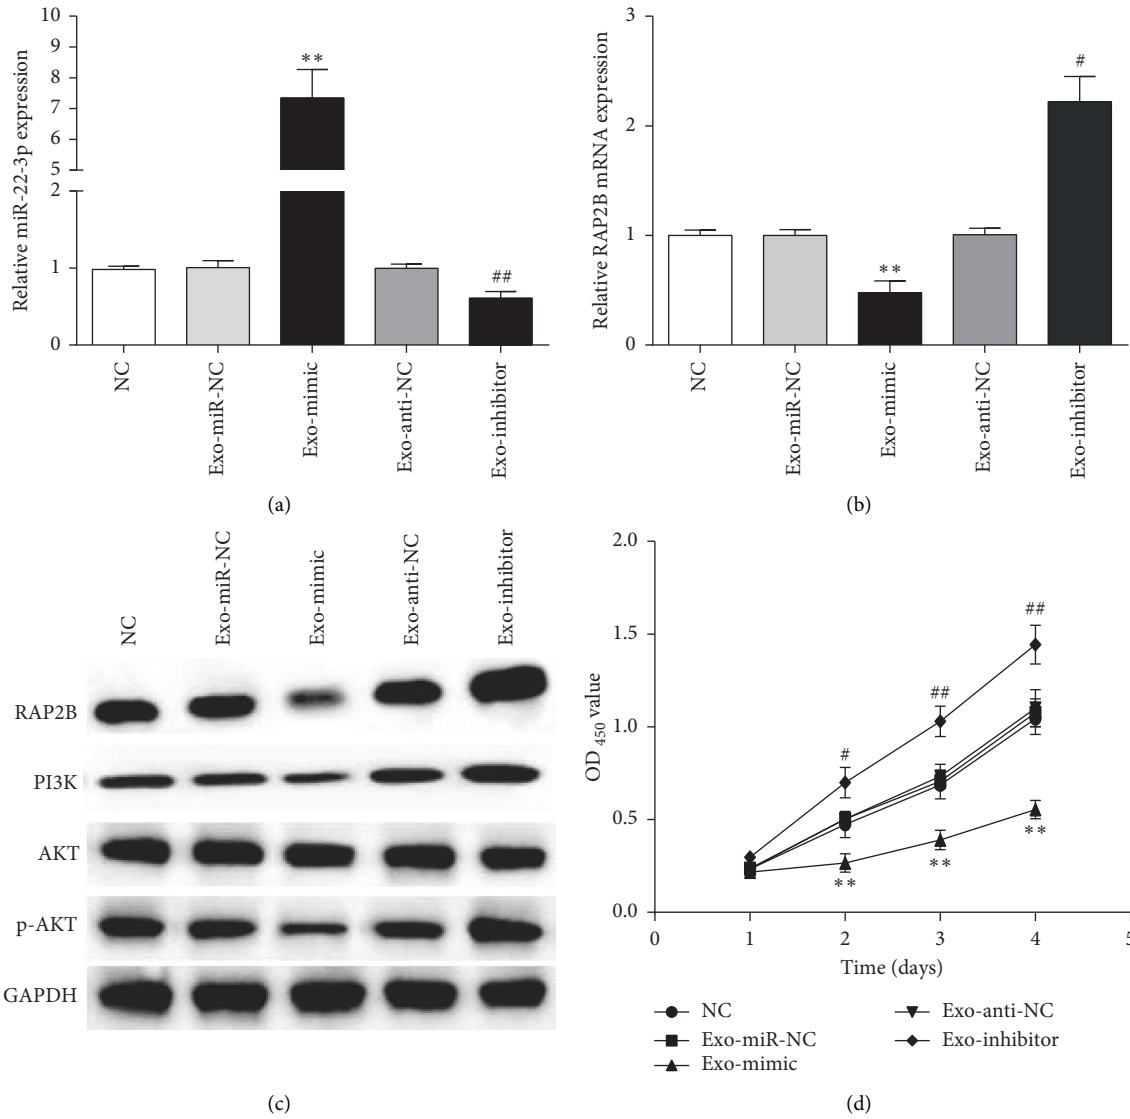 Relative miR-22-3p expression
10
9
8
7
6
5
2
1
0
**
##
NC
Exo-miR-NC
Exo-mimic
Exo-anti-NC
Exo-inhibitor
(a)
Relative RAP2B mRNA expression
3
2
1
0
**
#
NC
Exo-miR-NC
Exo-mimic
Exo-anti-NC
Exo-inhibitor
(b)
NC
Exo-miR-NC
Exo-mimic
Exo-anti-NC
Exo-inhibitor
RAP2B
PI3K
AKT
p-AKT
GAPDH
(c)
OD450 value
2.0
1.5
1.0
0.5
0.0
#
##
##
**
**
**
0 1 2 3 4 5
Time (days)
NC
Exo-miR-NC
Exo-mimic
Exo-anti-NC
Exo-inhibitor
(d)